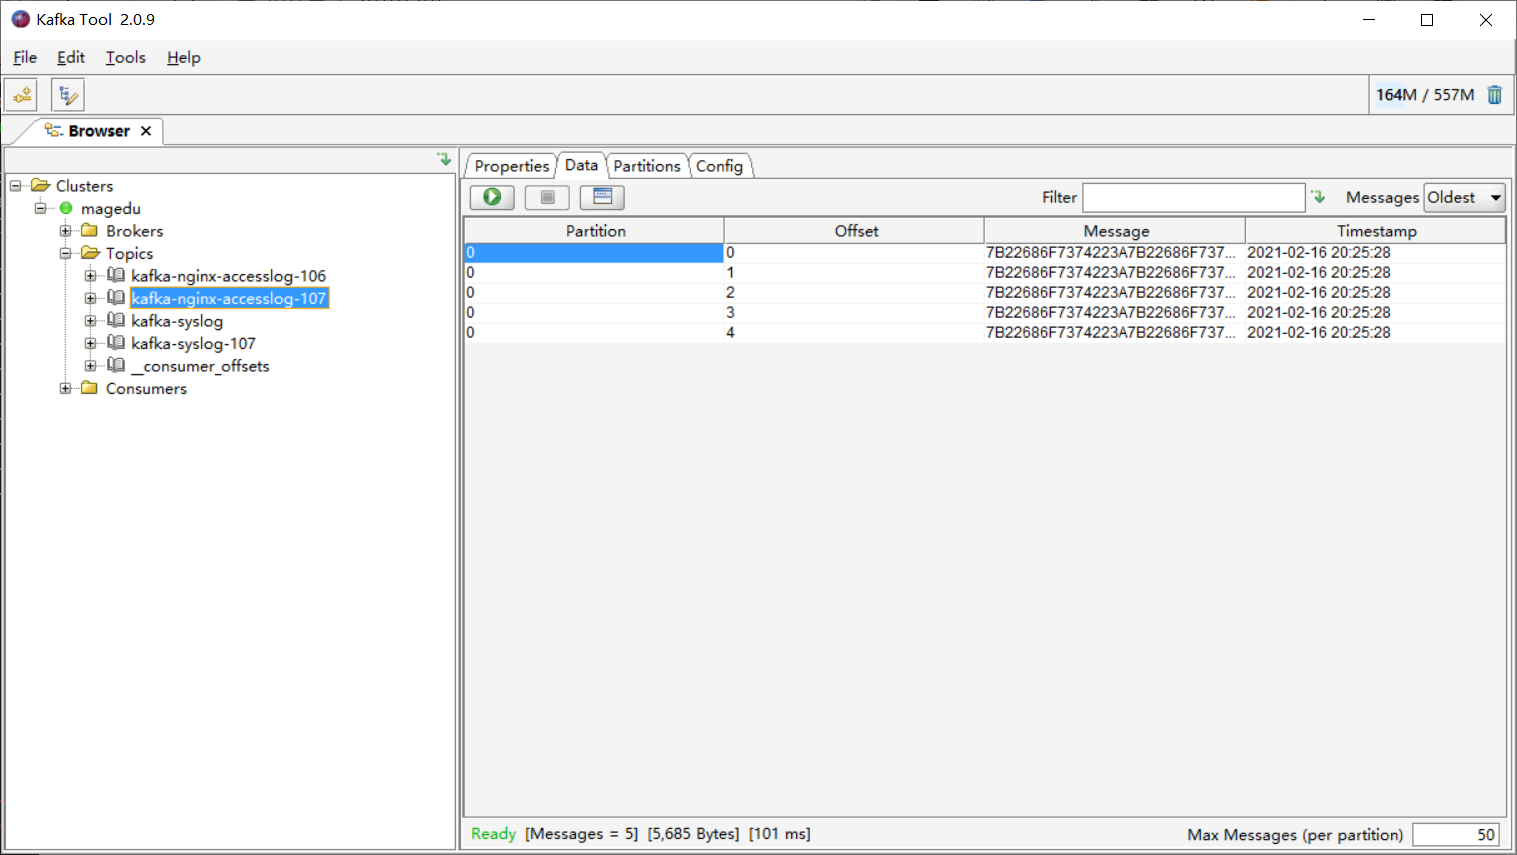 Kafka Tool  2.0.9
File Edit Tools Help
164M / 557M
Browser
Properties Data Partitions Config
Filter Messages Oldest
Clusters
magedu
Brokers
Topics
kafka-nginx-accesslog-106
kafka-nginx-accesslog-107
kafka-syslog
kafka-syslog-107
__consumer_offsets
Consumers
Partition Offset Message Timestamp
0 0 7B22686F7374223A7B22686F737... 2021-02-16 20:25:28
0 1 7B22686F7374223A7B22686F737... 2021-02-16 20:25:28
0 2 7B22686F7374223A7B22686F737... 2021-02-16 20:25:28
0 3 7B22686F7374223A7B22686F737... 2021-02-16 20:25:28
0 4 7B22686F7374223A7B22686F737... 2021-02-16 20:25:28
Ready [Messages = 5] [5,685 Bytes] [101 ms]
Max Messages (per partition) 50